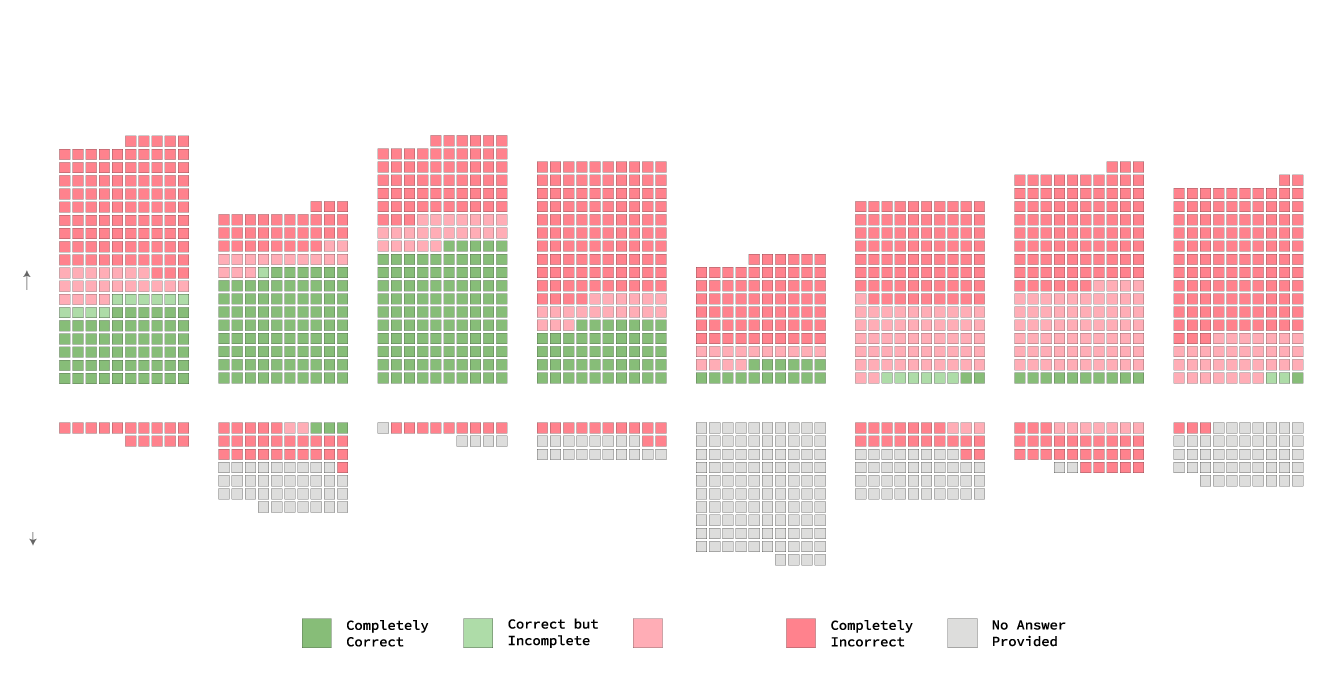 Completely
Correct
Correct but
Incomplete
Completely
Incorrect
No Answer
Provided